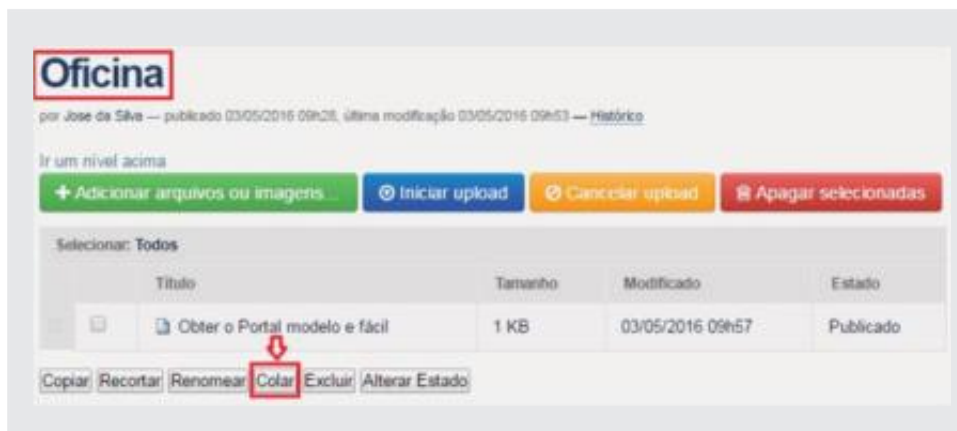 Oficina
por Jose da Silva — publicado 03/05/2016 09h28, última modificação 03/05/2016 09h53 — Histórico
Ir um nível acima
Adicionar arquivos ou imagens... Iniciar upload Cancelar upload Apagar selecionadas
Selecionar: Todos
Título Tamanho Modificado Estado
Obter o Portal modelo e fácil 1 KB 03/05/2016 09h57 Publicado
Copiar Recortar Renomear Colar Excluir Alterar Estado